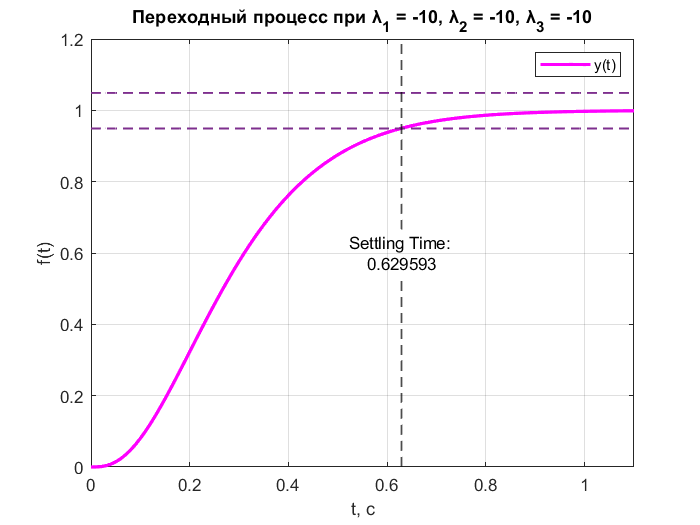 Переходный процесс при λ₁ = -10, λ₂ = -10, λ₃ = -10
y(t)
1.2
1
0.8
0.6
0.4
0.2
0
f(t)
Settling Time:
0.629593
0 0.2 0.4 0.6 0.8 1
t, c